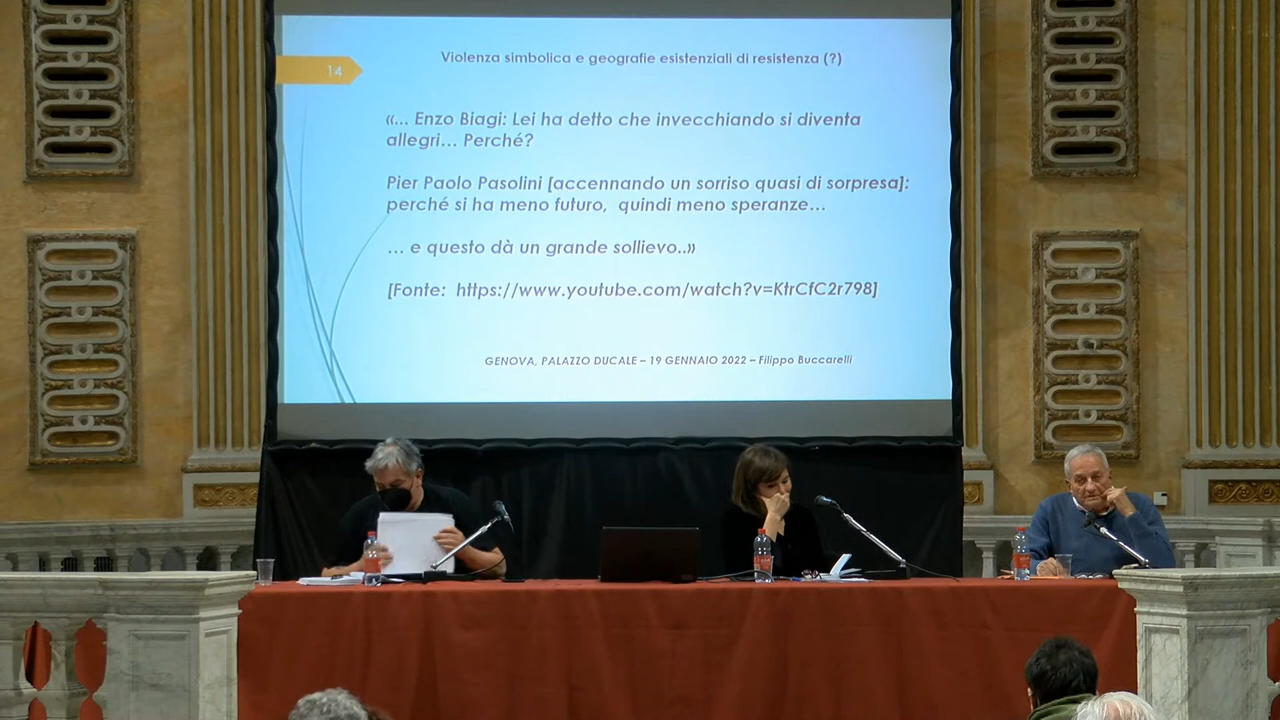 14
Violenza simbolica e geografie esistenziali di resistenza (?)
«... Enzo Biagi: Lei ha detto che invecchiando si diventa
allegri... Perché?
Pier Paolo Pasolini [accennando un sorriso quasi di sorpresa]:
perché si ha meno futuro, quindi meno speranze...
... e questo dà un grande sollievo..»
[Fonte: https://www.youtube.com/watch?v=KtrCfC2r798]
GENOVA, PALAZZO DUCALE – 19 GENNAIO 2022 – Filippo Buccarelli